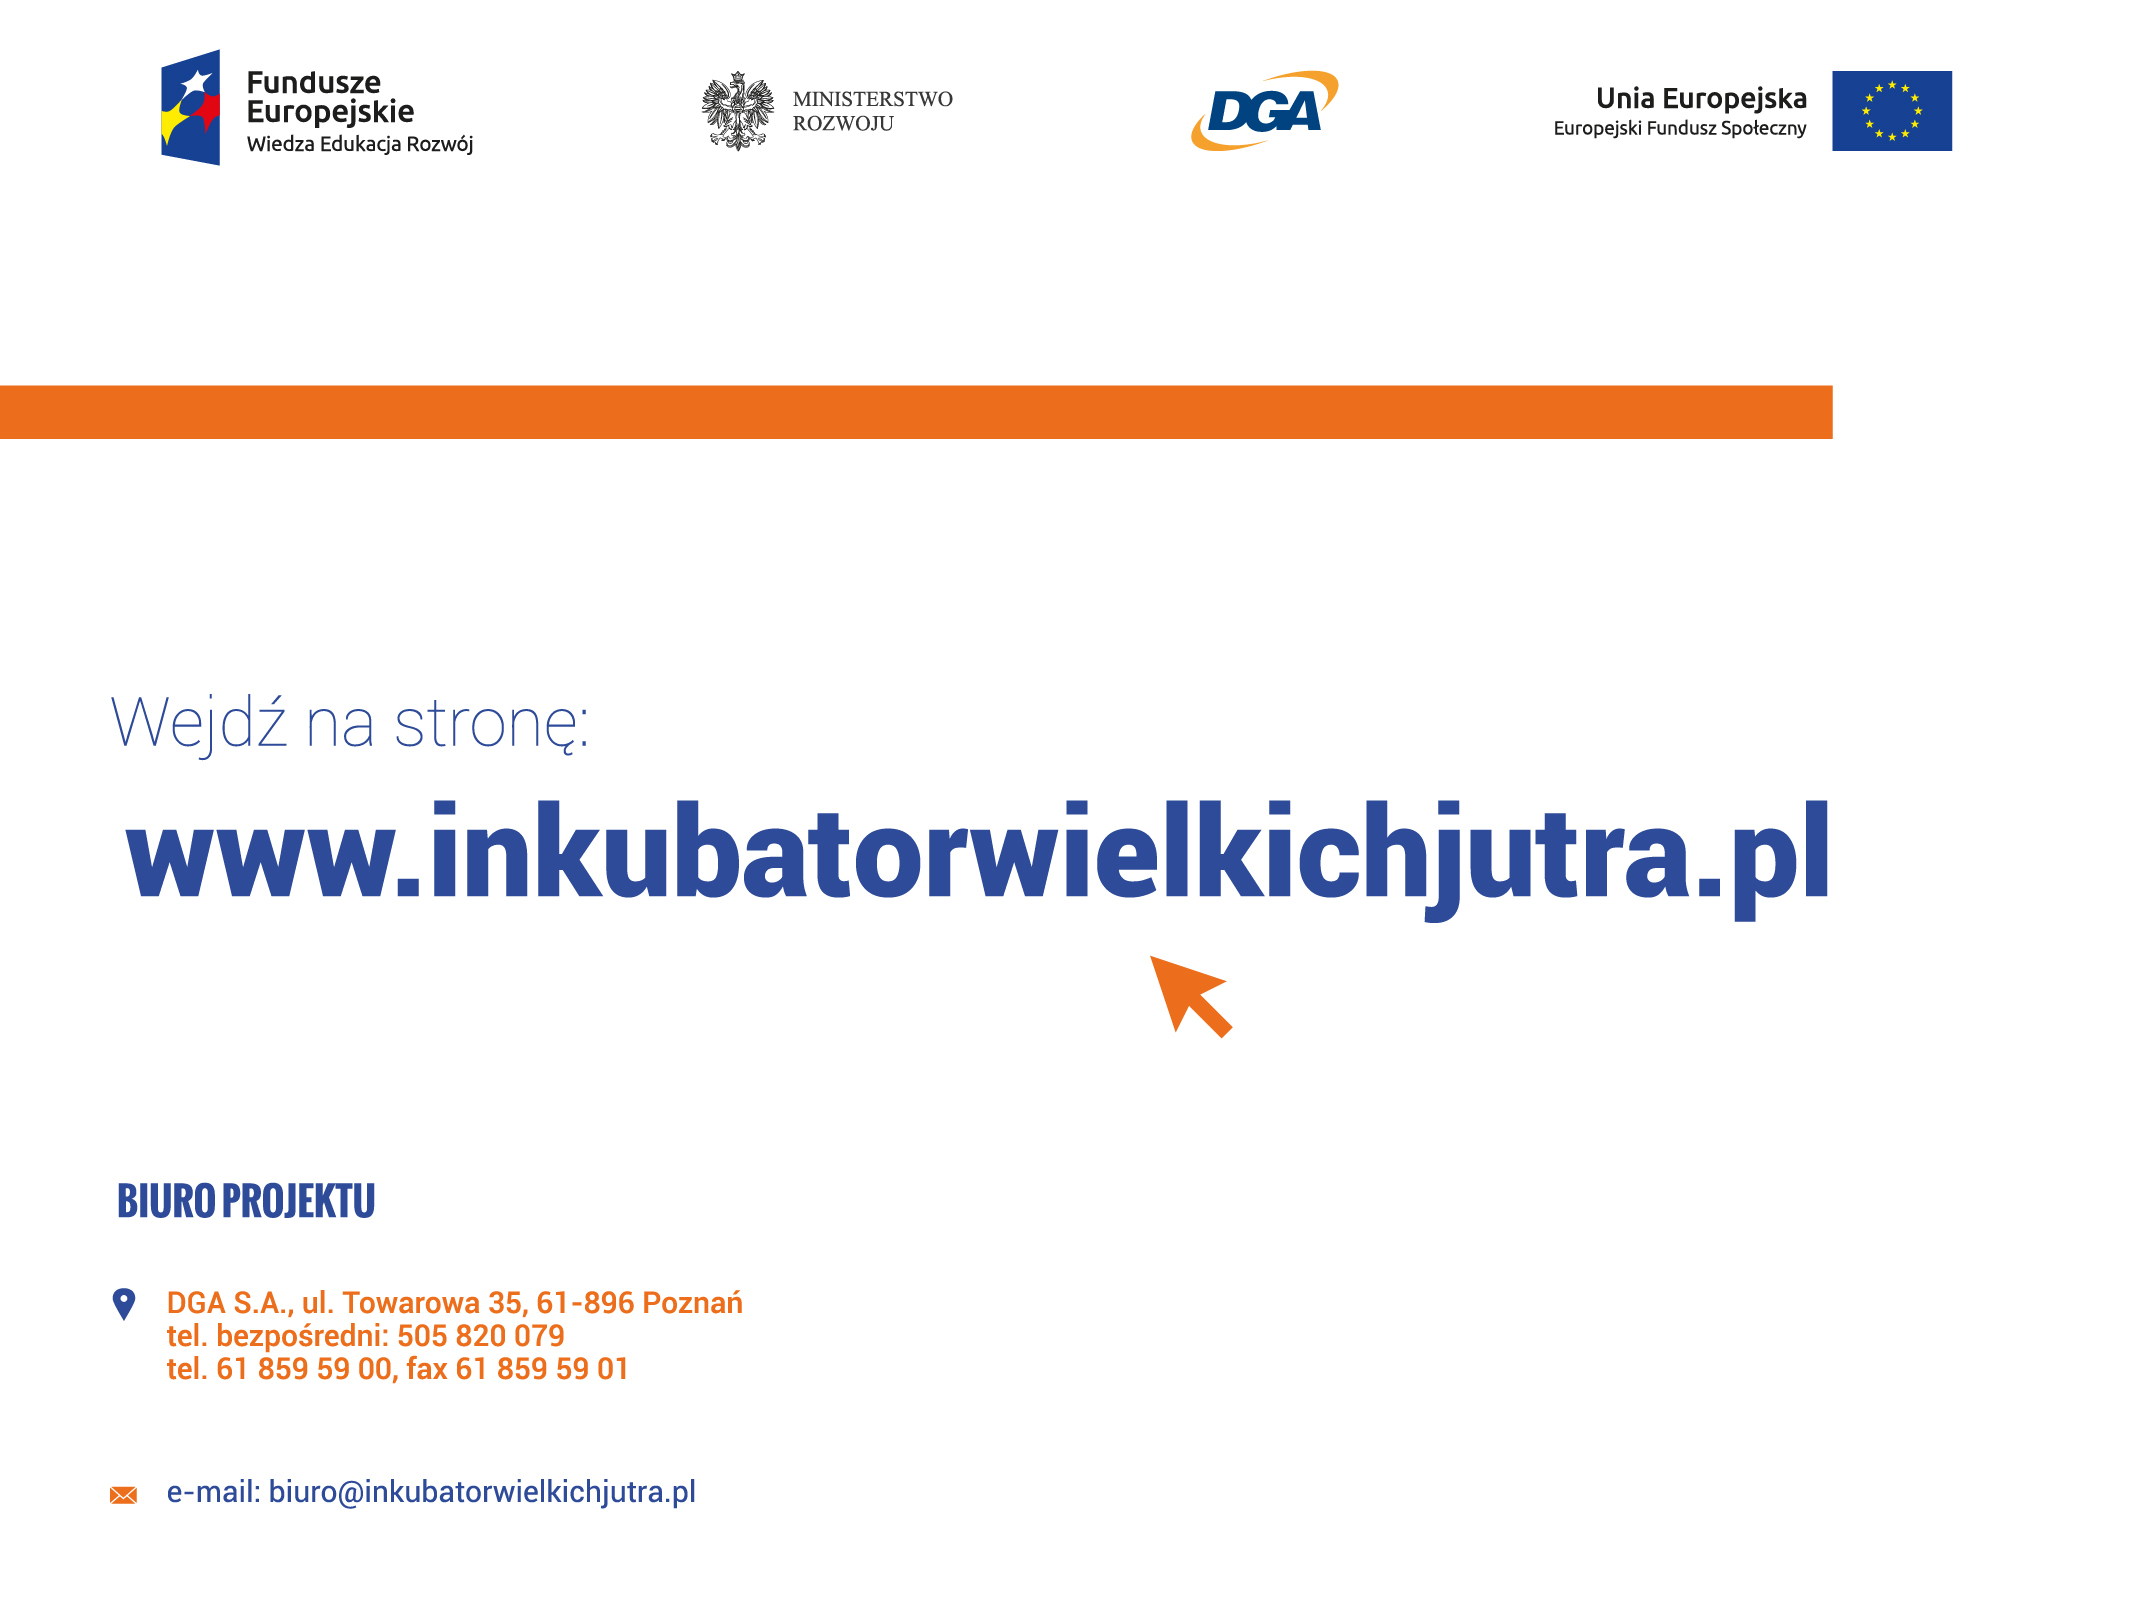 Fundusze
Europejskie
Wiedza Edukacja Rozwój
MINISTERSTWO
ROZWOJU
DGA
Unia Europejska
Europejski Fundusz Społeczny
Wejdź na stronę:
www.inkubatorwielkichjutra.pl
BIURO PROJEKTU
DGA S.A., ul. Towarowa 35, 61-896 Poznań
tel. bezpośredni: 505 820 079
tel. 61 859 59 00, fax 61 859 59 01
e-mail: biuro@inkubatorwielkichjutra.pl